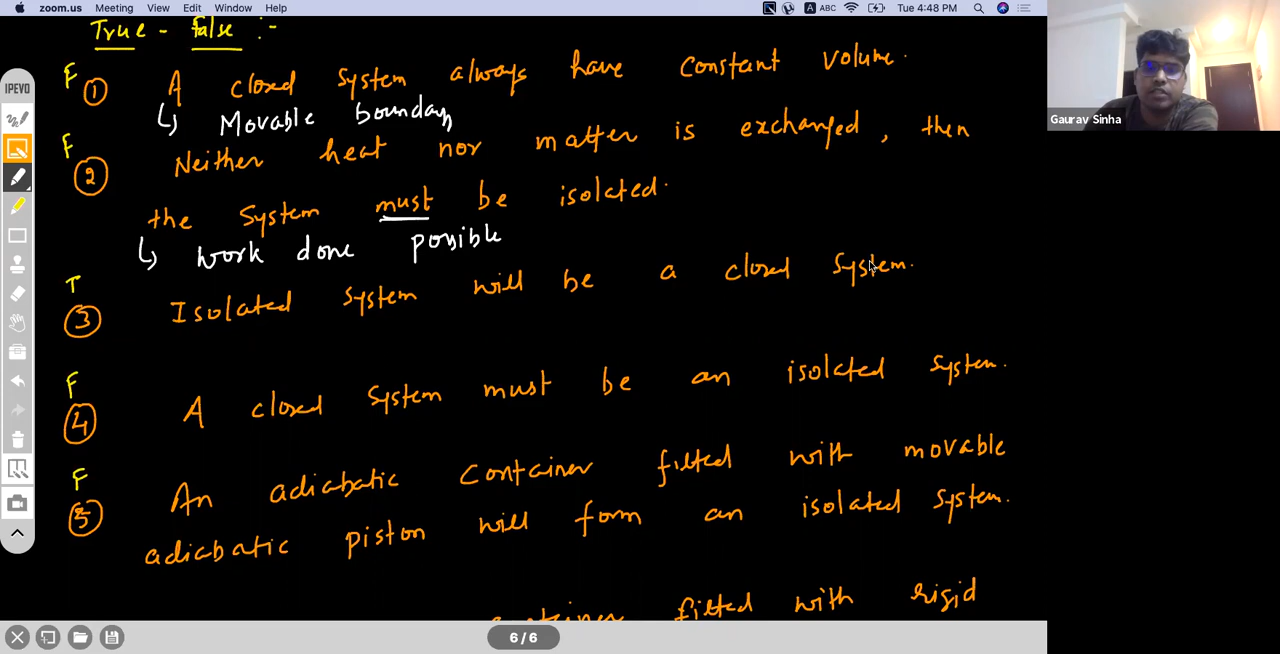 zoom.us Meeting View Edit Window Help
A ABC Tue 4:48 PM
True - false :-
IPEVO
F ① A closed system always have constant volume.
↳ Movable boundary
F ② Neither heat nor matter is exchanged, then
the system must be isolated.
↳ work done possible
T ③ Isolated system will be a closed system.
F ④ A closed system must be an isolated system.
F ⑤ An adiabatic container fitted with movable
adiabatic piston will form an isolated system.
container fitted with rigid
6/6
Gaurav Sinha